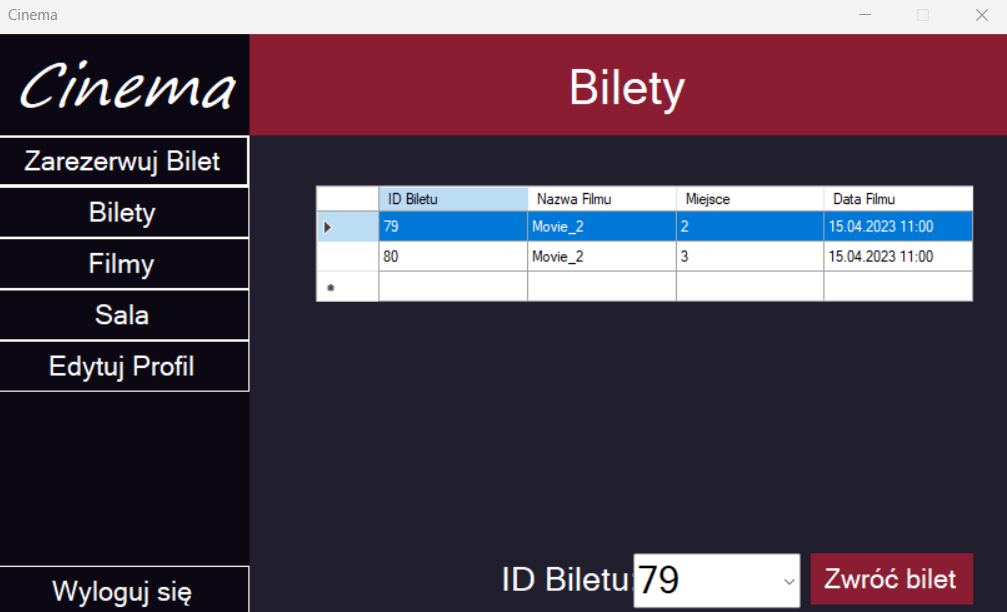 Cinema
Cinema
Bilety
Zarezerwuj Bilet
Bilety
Filmy
Sala
Edytuj Profil
Wyloguj się
ID Biletu Nazwa Filmu Miejsce Data Filmu
79 Movie_2 2 15.04.2023 11:00
80 Movie_2 3 15.04.2023 11:00
ID Biletu: 79 Zwróć bilet